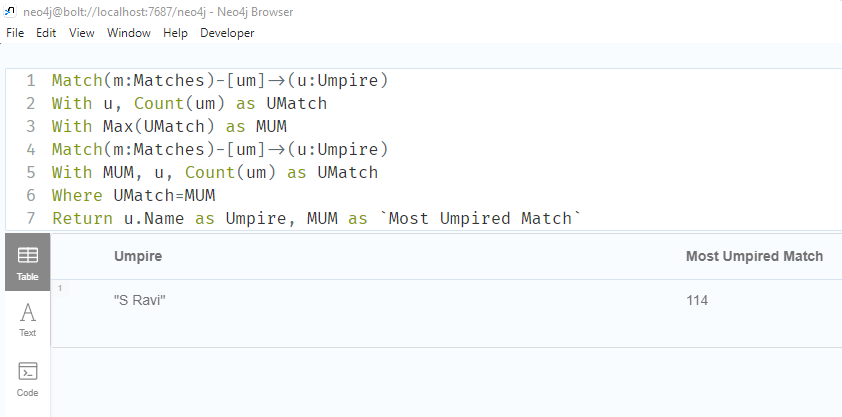 neo4j@bolt://localhost:7687/neo4j - Neo4j Browser
File Edit View Window Help Developer
1 Match(m:Matches)-[um]->(u:Umpire)
2 With u, Count(um) as UMatch
3 With Max(UMatch) as MUM
4 Match(m:Matches)-[um]->(u:Umpire)
5 With MUM, u, Count(um) as UMatch
6 Where UMatch=MUM
7 Return u.Name as Umpire, MUM as `Most Umpired Match`
Table
Umpire Most Umpired Match
1 "S Ravi" 114
A
Text
Code